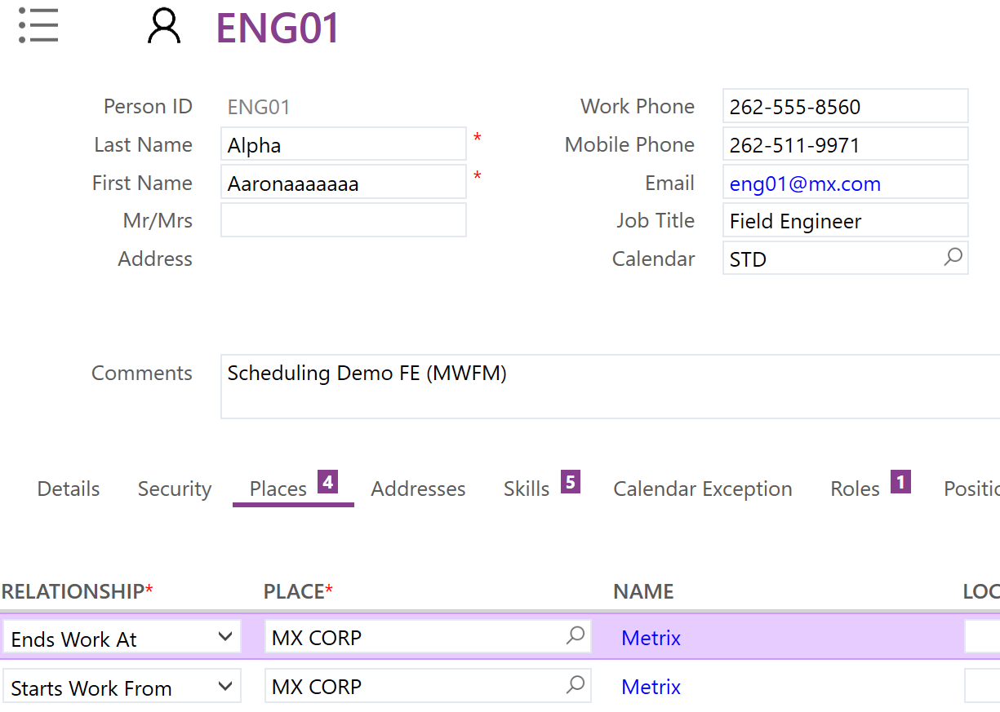 ENG01
Person ID ENG01 Work Phone 262-555-8560
Last Name Alpha * Mobile Phone 262-511-9971
First Name Aaronaaaaaaa * Email eng01@mx.com
Mr/Mrs Job Title Field Engineer
Address Calendar STD
Comments Scheduling Demo FE (MWFM)
Details Security Places 4 Addresses Skills 5 Calendar Exception Roles 1 Positio
RELATIONSHIP* PLACE* NAME LOC
Ends Work At MX CORP Metrix
Starts Work From MX CORP Metrix